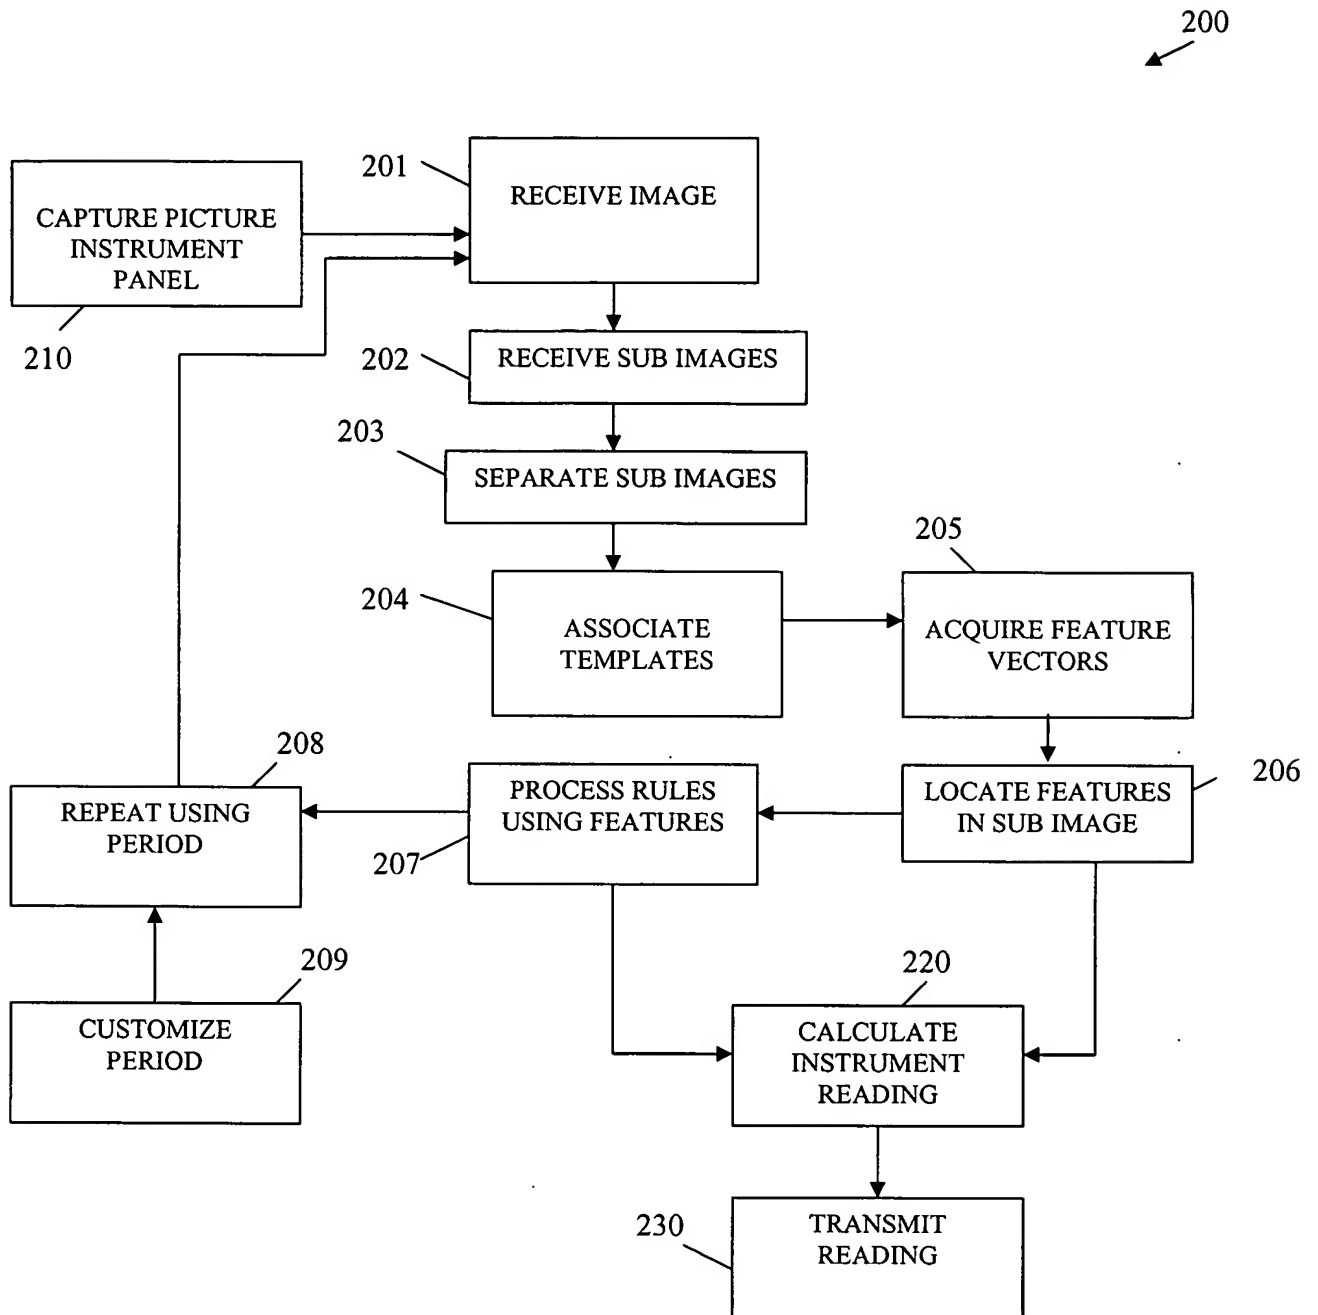 200
201
RECEIVE IMAGE
CAPTURE PICTURE
INSTRUMENT
PANEL
210
202
RECEIVE SUB IMAGES
203
SEPARATE SUB IMAGES
204
ASSOCIATE
TEMPLATES
205
ACQUIRE FEATURE
VECTORS
206
LOCATE FEATURES
IN SUB IMAGE
PROCESS RULES
USING FEATURES
207
208
REPEAT USING
PERIOD
209
CUSTOMIZE
PERIOD
220
CALCULATE
INSTRUMENT
READING
230
TRANSMIT
READING